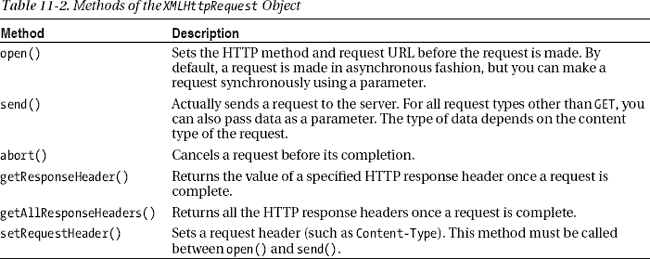 Table 11-2. Methods of the XMLHttpRequest Object
Method Description
open() Sets the HTTP method and request URL before the request is made. By
default, a request is made in asynchronous fashion, but you can make a
request synchronously using a parameter.
send() Actually sends a request to the server. For all request types other than GET, you
can also pass data as a parameter. The type of data depends on the content
type of the request.
abort() Cancels a request before its completion.
getResponseHeader() Returns the value of a specified HTTP response header once a request is
complete.
getAllResponseHeaders() Returns all the HTTP response headers once a request is complete.
setRequestHeader() Sets a request header (such as Content-Type). This method must be called
between open() and send().